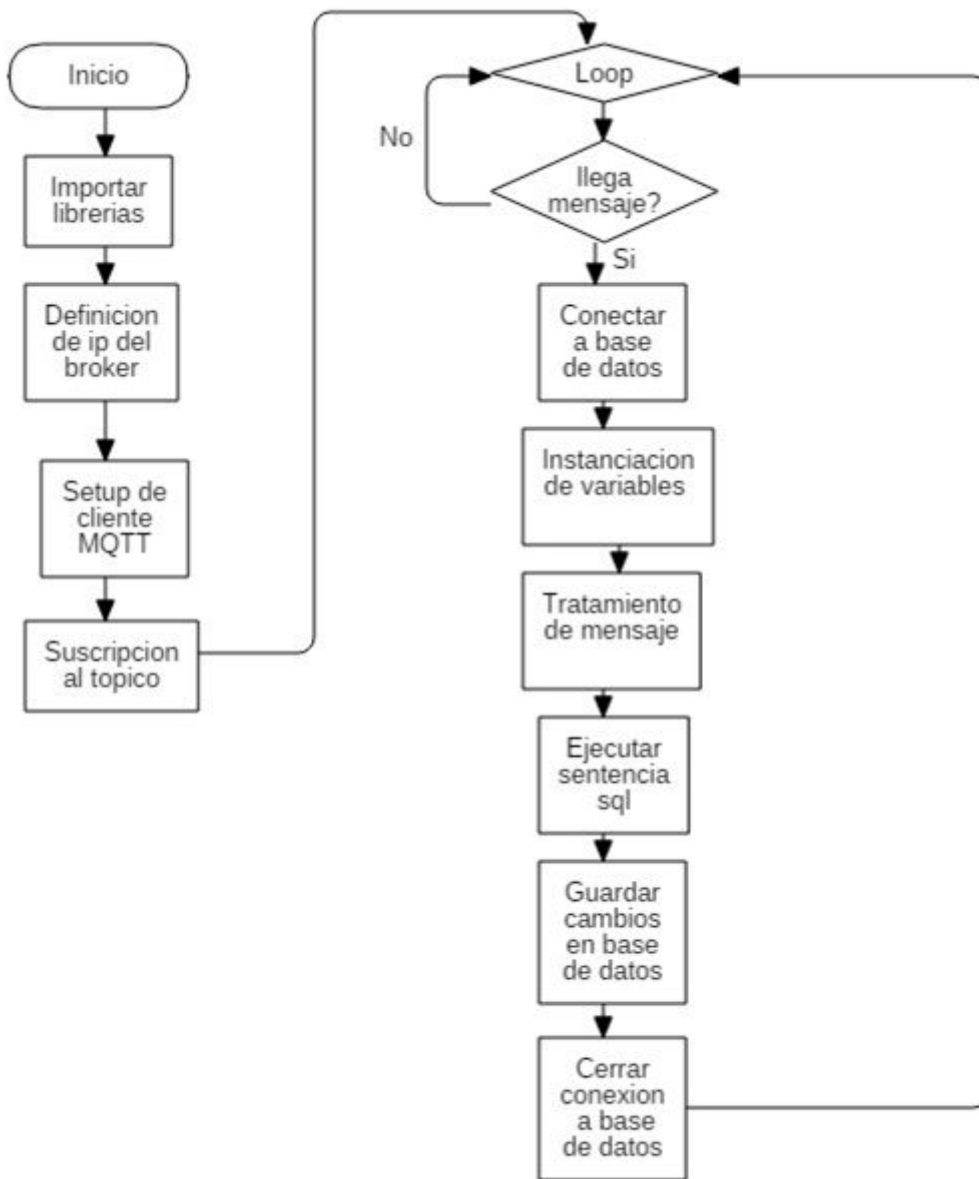 Inicio
Importar
librerias
Definicion
de ip del
broker
Setup de
cliente
MQTT
Suscripcion
al topico
Loop
No
llega
mensaje?
Si
Conectar
a base
de datos
Instanciacion
de variables
Tratamiento
de mensaje
Ejecutar
sentencia
sql
Guardar
cambios
en base
de datos
Cerrar
conexion
a base
de datos